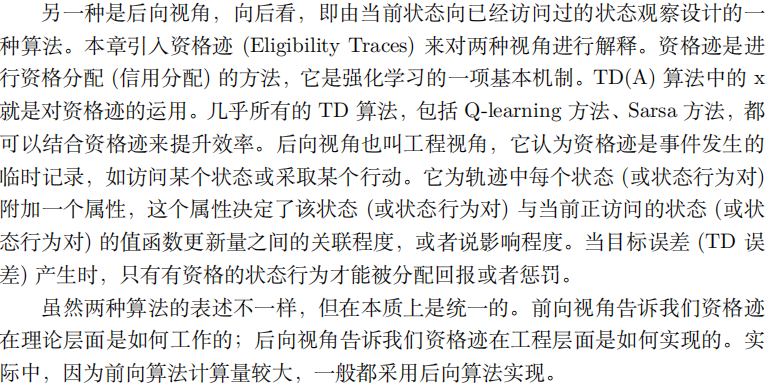 另一种是后向视角，向后看，即由当前状态向已经访问过的状态观察设计的一
种算法。本章引入资格迹 (Eligibility Traces) 来对两种视角进行解释。资格迹是进
行资格分配 (信用分配) 的方法，它是强化学习的一项基本机制。TD(A) 算法中的 x
就是对资格迹的运用。几乎所有的 TD 算法，包括 Q-learning 方法、Sarsa 方法，都
可以结合资格迹来提升效率。后向视角也叫工程视角，它认为资格迹是事件发生的
临时记录，如访问某个状态或采取某个行动。它为轨迹中每个状态 (或状态行为对)
附加一个属性，这个属性决定了该状态 (或状态行为对) 与当前正访问的状态 (或状
态行为对) 的值函数更新量之间的关联程度，或者说影响程度。当目标误差 (TD 误
差) 产生时，只有有资格的状态行为才能被分配回报或者惩罚。
虽然两种算法的表述不一样，但在本质上是统一的。前向视角告诉我们资格迹
在理论层面是如何工作的；后向视角告诉我们资格迹在工程层面是如何实现的。实
际中，因为前向算法计算量较大，一般都采用后向算法实现。